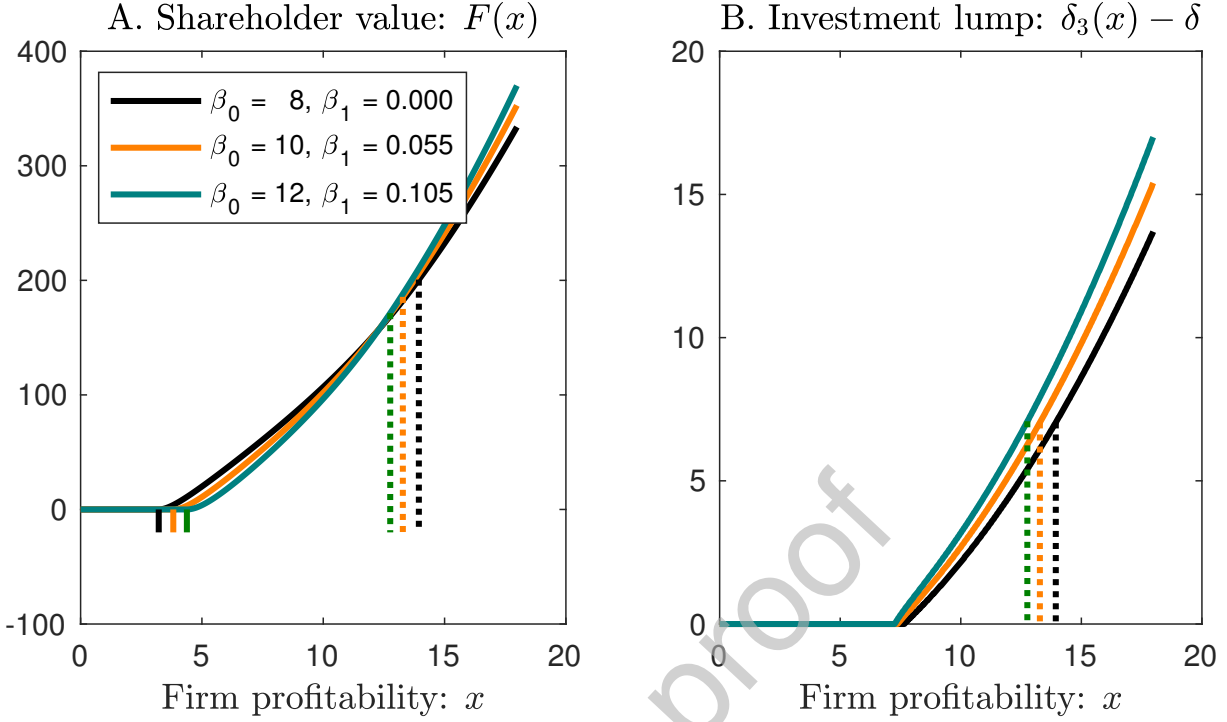 A. Shareholder value: F(x)
400
300
200
100
0
-100
0 5 10 15 20
β0 = 8, β1 = 0.000
β0 = 10, β1 = 0.055
β0 = 12, β1 = 0.105
Firm profitability: x
B. Investment lump: δ3(x) − δ
20
15
10
5
0
0 5 10 15 20
Firm profitability: x
proof